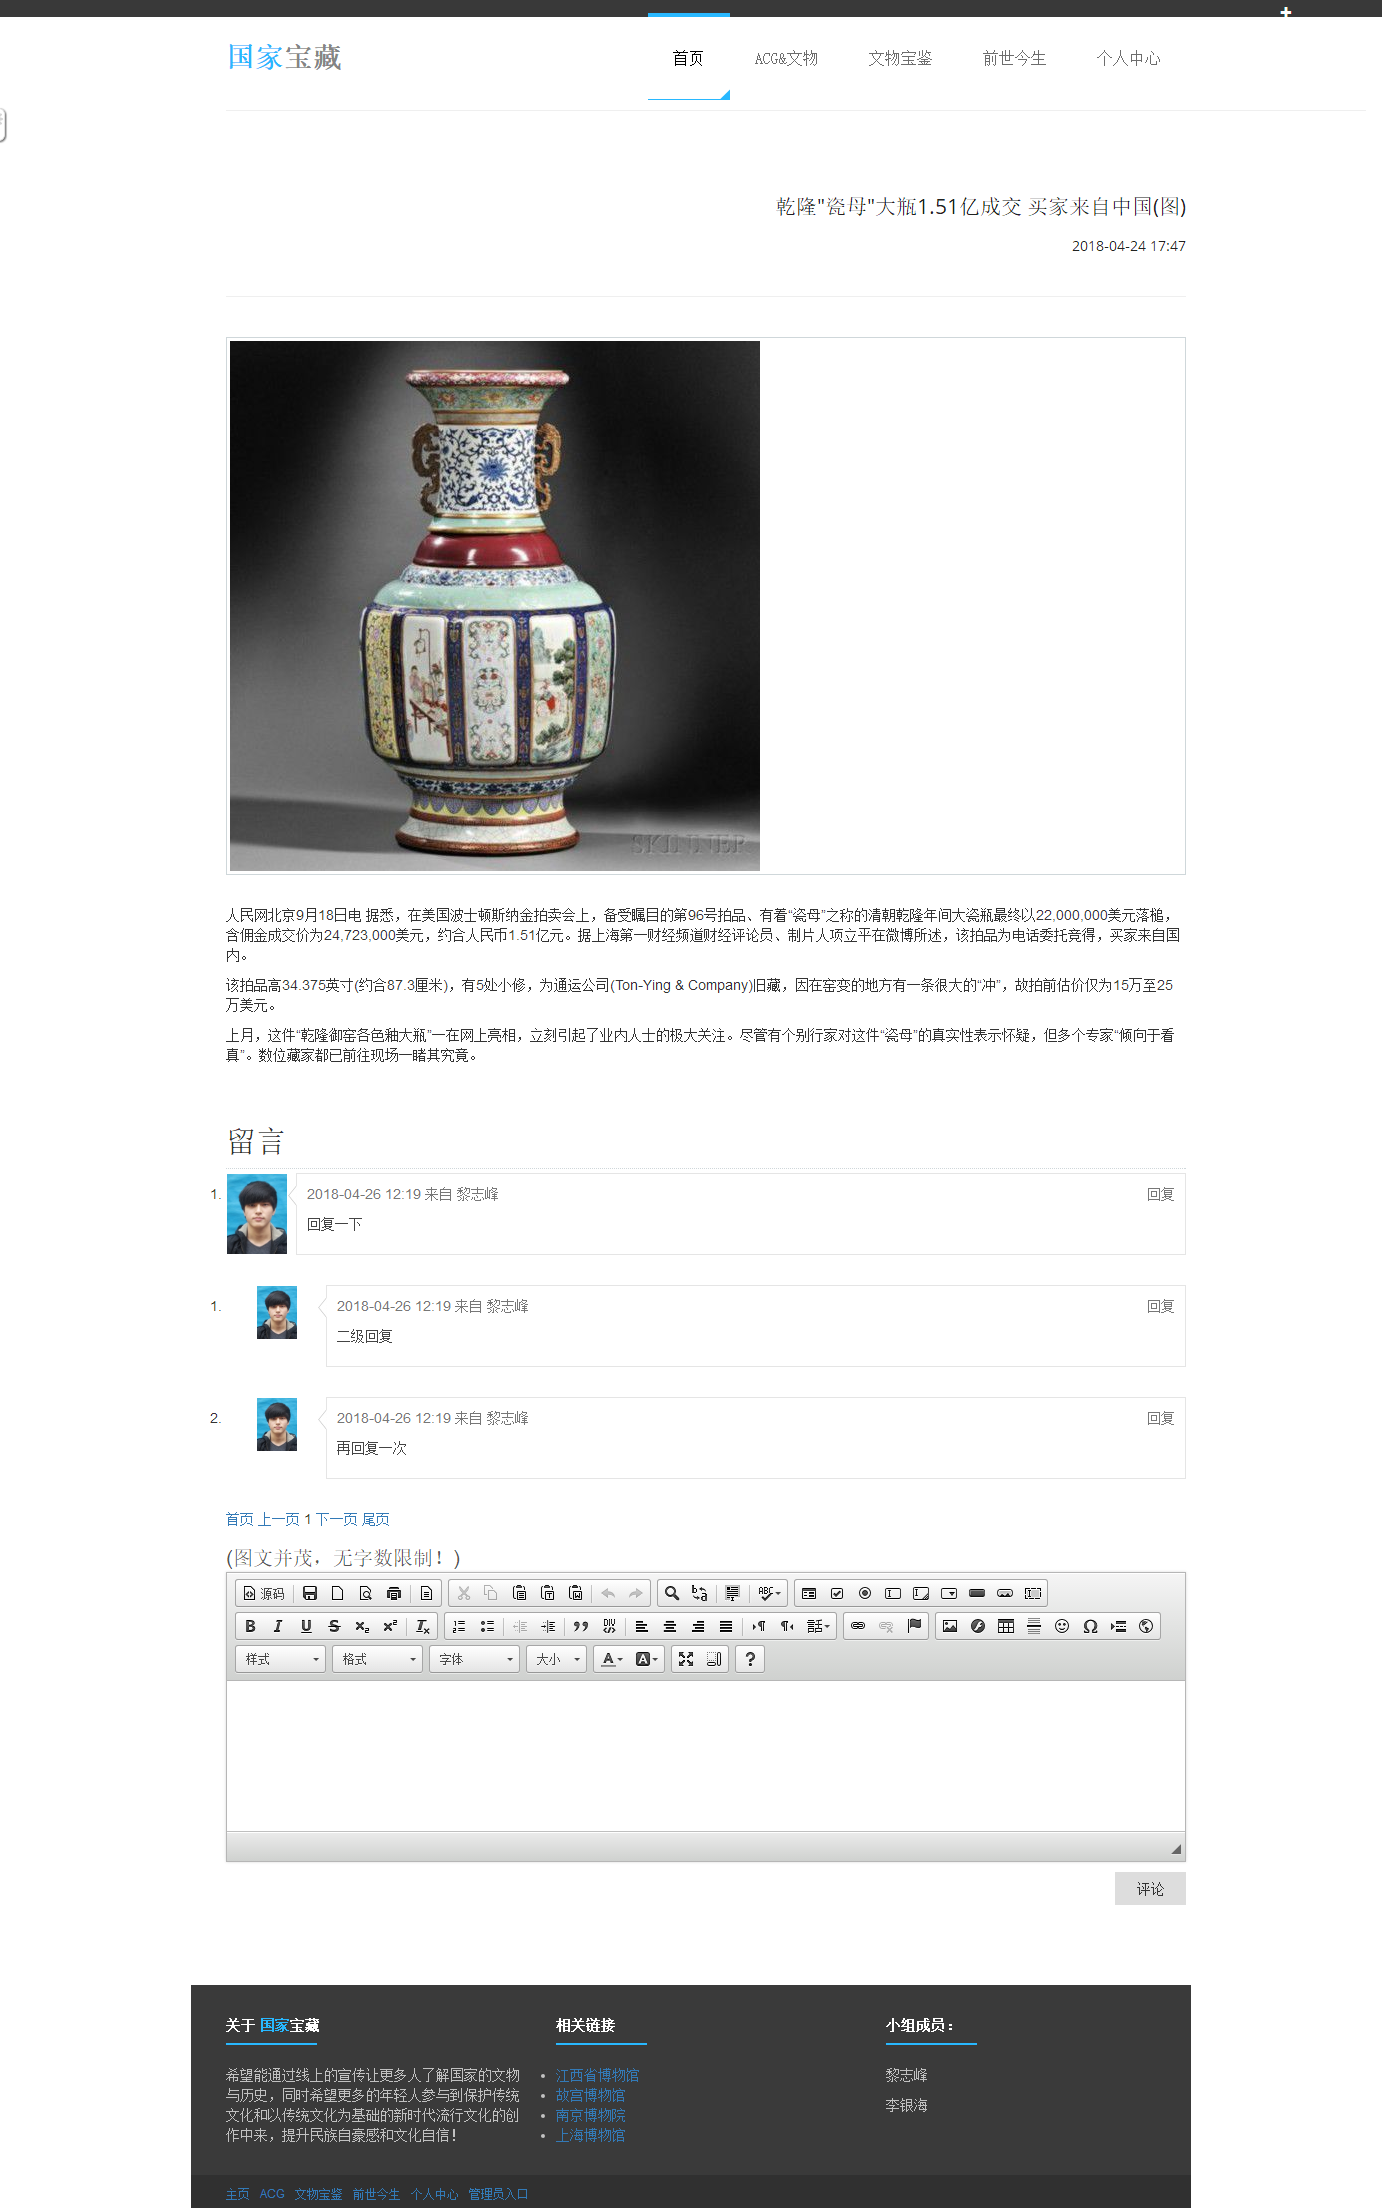 国家宝藏
首页 ACG&文物 文物宝鉴 前世今生 个人中心
乾隆"瓷母"大瓶1.51亿成交 买家来自中国(图)
2018-04-24 17:47
SKINNER
人民网北京9月18日电 据悉，在美国波士顿斯纳金拍卖会上，备受瞩目的第96号拍品、有着“瓷母”之称的清朝乾隆年间大瓷瓶最终以22,000,000美元落槌，
含佣金成交价为24,723,000美元，约合人民币1.51亿元。据上海第一财经频道财经评论员、制片人项立平在微博所述，该拍品为电话委托竞得，买家来自国
内。
该拍品高34.375英寸(约合87.3厘米)，有5处小修，为通运公司(Ton-Ying & Company)旧藏，因在窑变的地方有一条很大的“冲”，故拍前估价仅为15万至25
万美元。
上月，这件“乾隆御窑各色釉大瓶”一在网上亮相，立刻引起了业内人士的极大关注。尽管有个别行家对这件“瓷母”的真实性表示怀疑，但多个专家“倾向于看
真”。数位藏家都已前往现场一睹其究竟。
留言
1. 2018-04-26 12:19 来自 黎志峰 回复
回复一下
1. 2018-04-26 12:19 来自 黎志峰 回复
二级回复
2. 2018-04-26 12:19 来自 黎志峰 回复
再回复一次
首页 上一页 1 下一页 尾页
(图文并茂，无字数限制！)
源码
样式 格式 字体 大小
评论
关于 国家宝藏 相关链接 小组成员：
希望能通过线上的宣传让更多人了解国家的文物 • 江西省博物馆 黎志峰
与历史，同时希望更多的年轻人参与到保护传统 • 故宫博物馆 李银海
文化和以传统文化为基础的新时代流行文化的创 • 南京博物院
作中来，提升民族自豪感和文化自信！ • 上海博物馆
主页 ACG 文物宝鉴 前世今生 个人中心 管理员入口